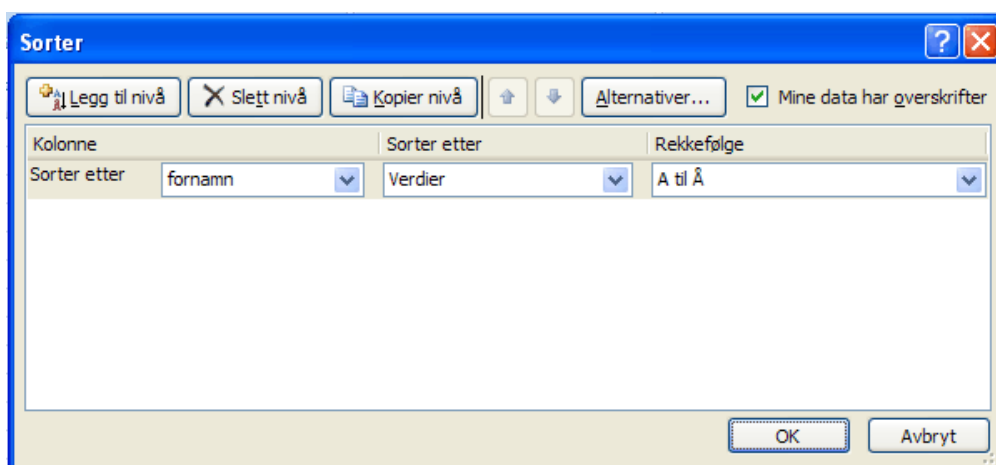 Sorter
Legg til nivå Slett nivå Kopier nivå Alternativer... Mine data har overskrifter
Kolonne Sorter etter Rekkefølge
Sorter etter fornamn Verdier A til Å
OK Avbryt